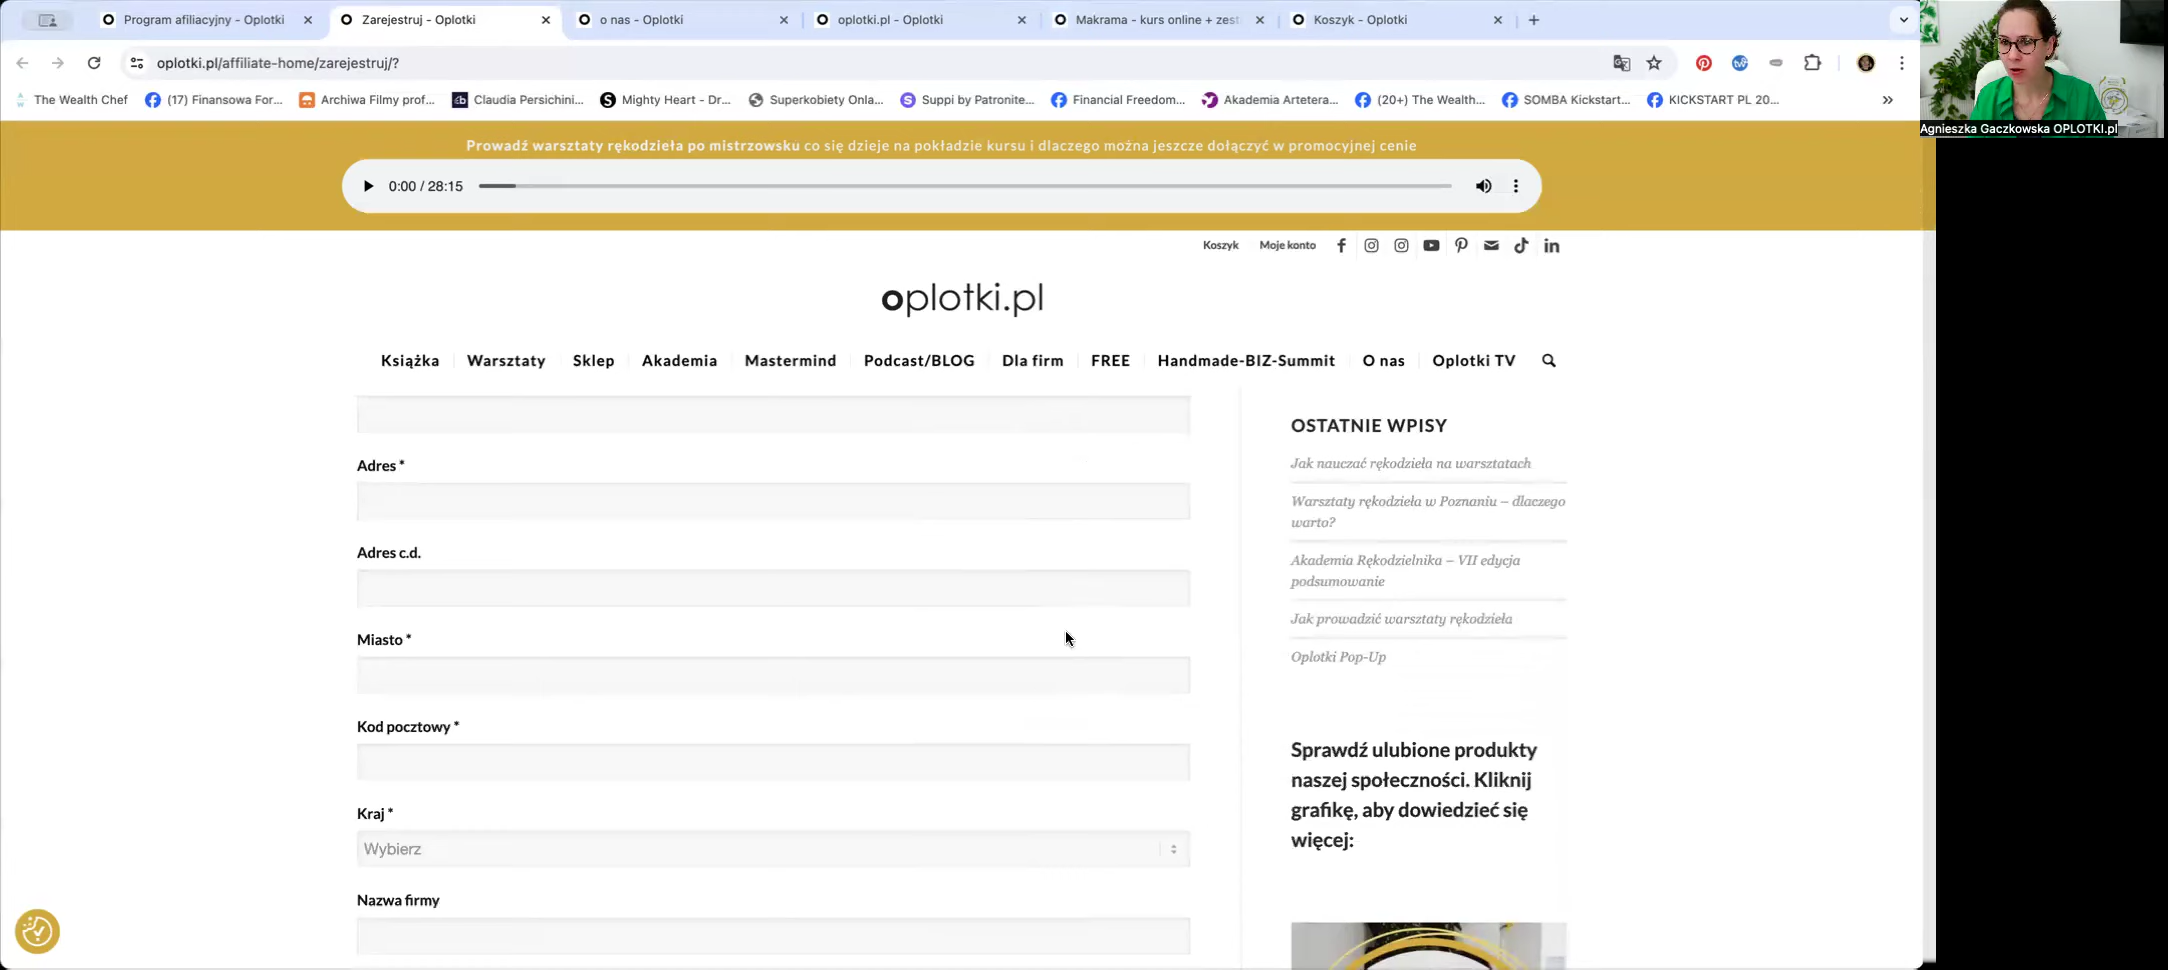 Program afiliacyjny - Oplotki
Zarejestruj - Oplotki
o nas - Oplotki
oplotki.pl - Oplotki
Makrama - kurs online + zest
Koszyk - Oplotki
oplotki.pl/affiliate-home/zarejestruj/?
The Wealth Chef
(17) Finansowa For...
Archiwa Filmy prof...
Claudia Persichini...
Mighty Heart - Dr...
Superkobiety Onla...
Suppi by Patronite...
Financial Freedom...
Akademia Artetera...
(20+) The Wealth...
SOMBA Kickstart...
KICKSTART PL 20...
Agnieszka Gaczkowska OPLOTKI.pl
Prowadź warsztaty rękodzieła po mistrzowsku co się dzieje na pokładzie kursu i dlaczego można jeszcze dołączyć w promocyjnej cenie
0:00 / 28:15
Koszyk
Moje konto
oplotki.pl
Książka
Warsztaty
Sklep
Akademia
Mastermind
Podcast/BLOG
Dla firm
FREE
Handmade-BIZ-Summit
O nas
Oplotki TV
Adres *
Adres c.d.
Miasto *
Kod pocztowy *
Kraj *
Wybierz
Nazwa firmy
OSTATNIE WPISY
Jak nauczać rękodzieła na warsztatach
Warsztaty rękodzieła w Poznaniu – dlaczego
warto?
Akademia Rękodzielnika – VII edycja
podsumowanie
Jak prowadzić warsztaty rękodzieła
Oplotki Pop-Up
Sprawdź ulubione produkty
naszej społeczności. Kliknij
grafikę, aby dowiedzieć się
więcej: